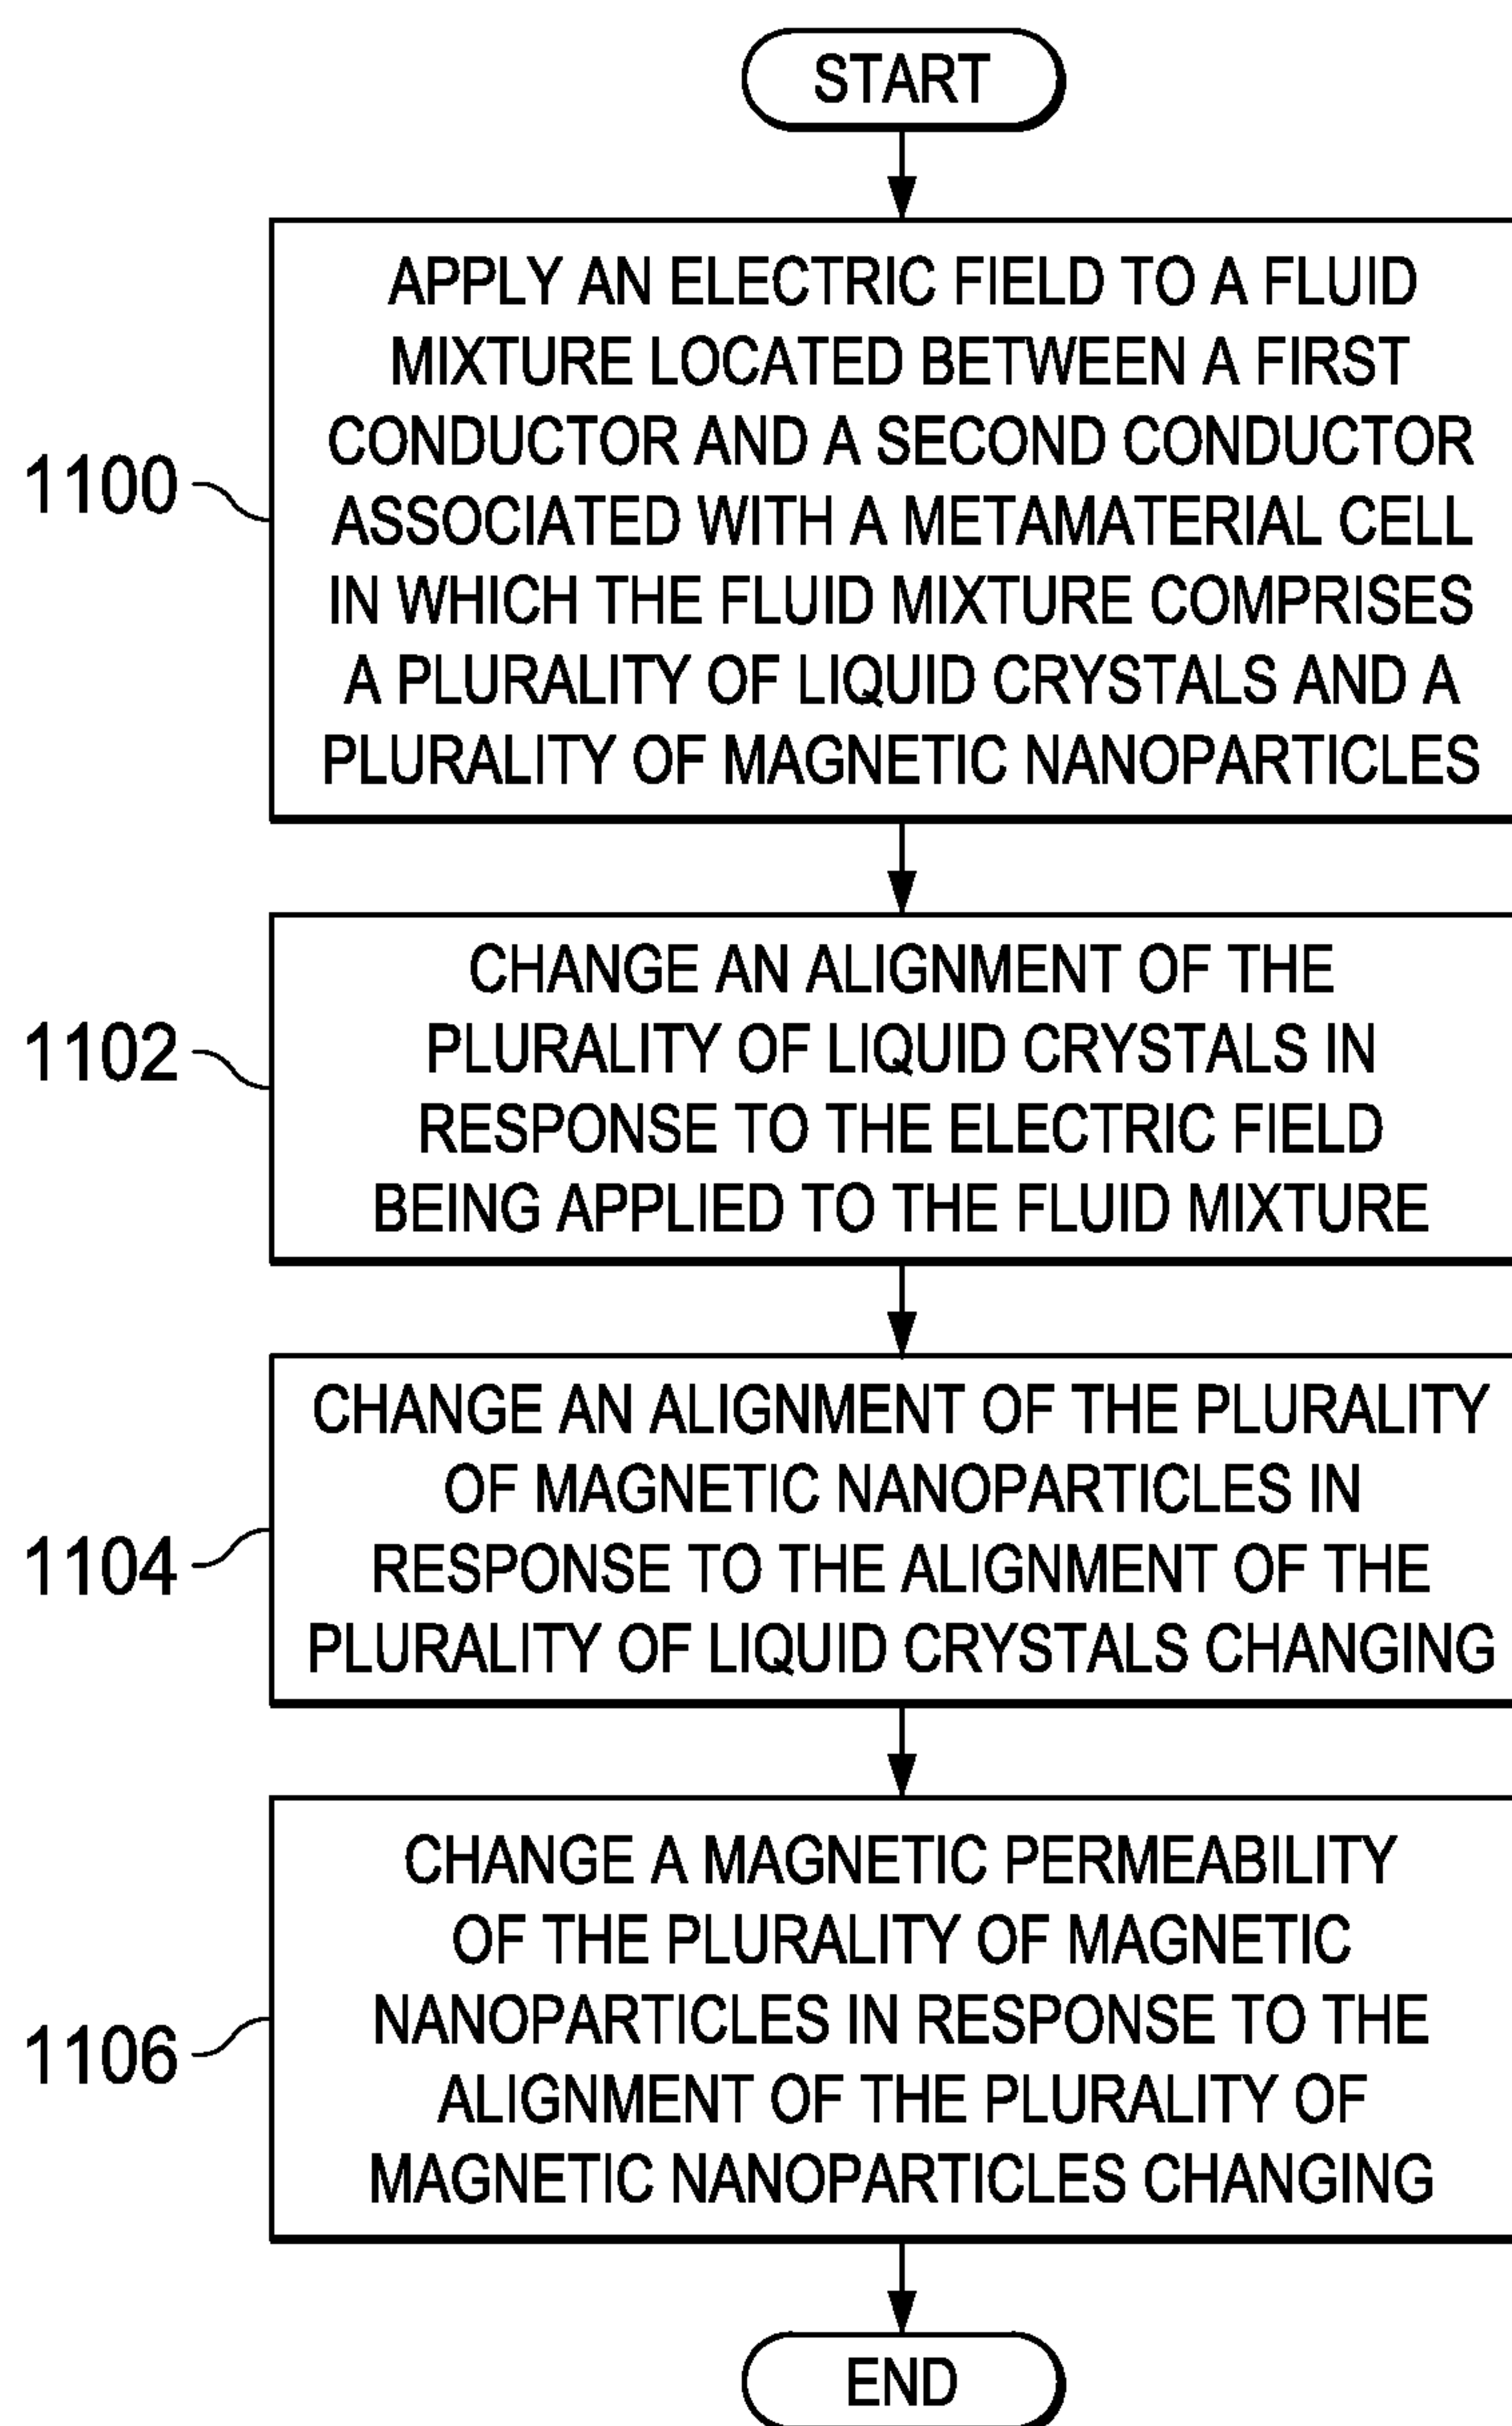 START
APPLY AN ELECTRIC FIELD TO A FLUID
MIXTURE LOCATED BETWEEN A FIRST
CONDUCTOR AND A SECOND CONDUCTOR
ASSOCIATED WITH A METAMATERIAL CELL
IN WHICH THE FLUID MIXTURE COMPRISES
A PLURALITY OF LIQUID CRYSTALS AND A
PLURALITY OF MAGNETIC NANOPARTICLES
1100
CHANGE AN ALIGNMENT OF THE
PLURALITY OF LIQUID CRYSTALS IN
RESPONSE TO THE ELECTRIC FIELD
BEING APPLIED TO THE FLUID MIXTURE
1102
CHANGE AN ALIGNMENT OF THE PLURALITY
OF MAGNETIC NANOPARTICLES IN
RESPONSE TO THE ALIGNMENT OF THE
PLURALITY OF LIQUID CRYSTALS CHANGING
1104
CHANGE A MAGNETIC PERMEABILITY
OF THE PLURALITY OF MAGNETIC
NANOPARTICLES IN RESPONSE TO THE
ALIGNMENT OF THE PLURALITY OF
MAGNETIC NANOPARTICLES CHANGING
1106
END